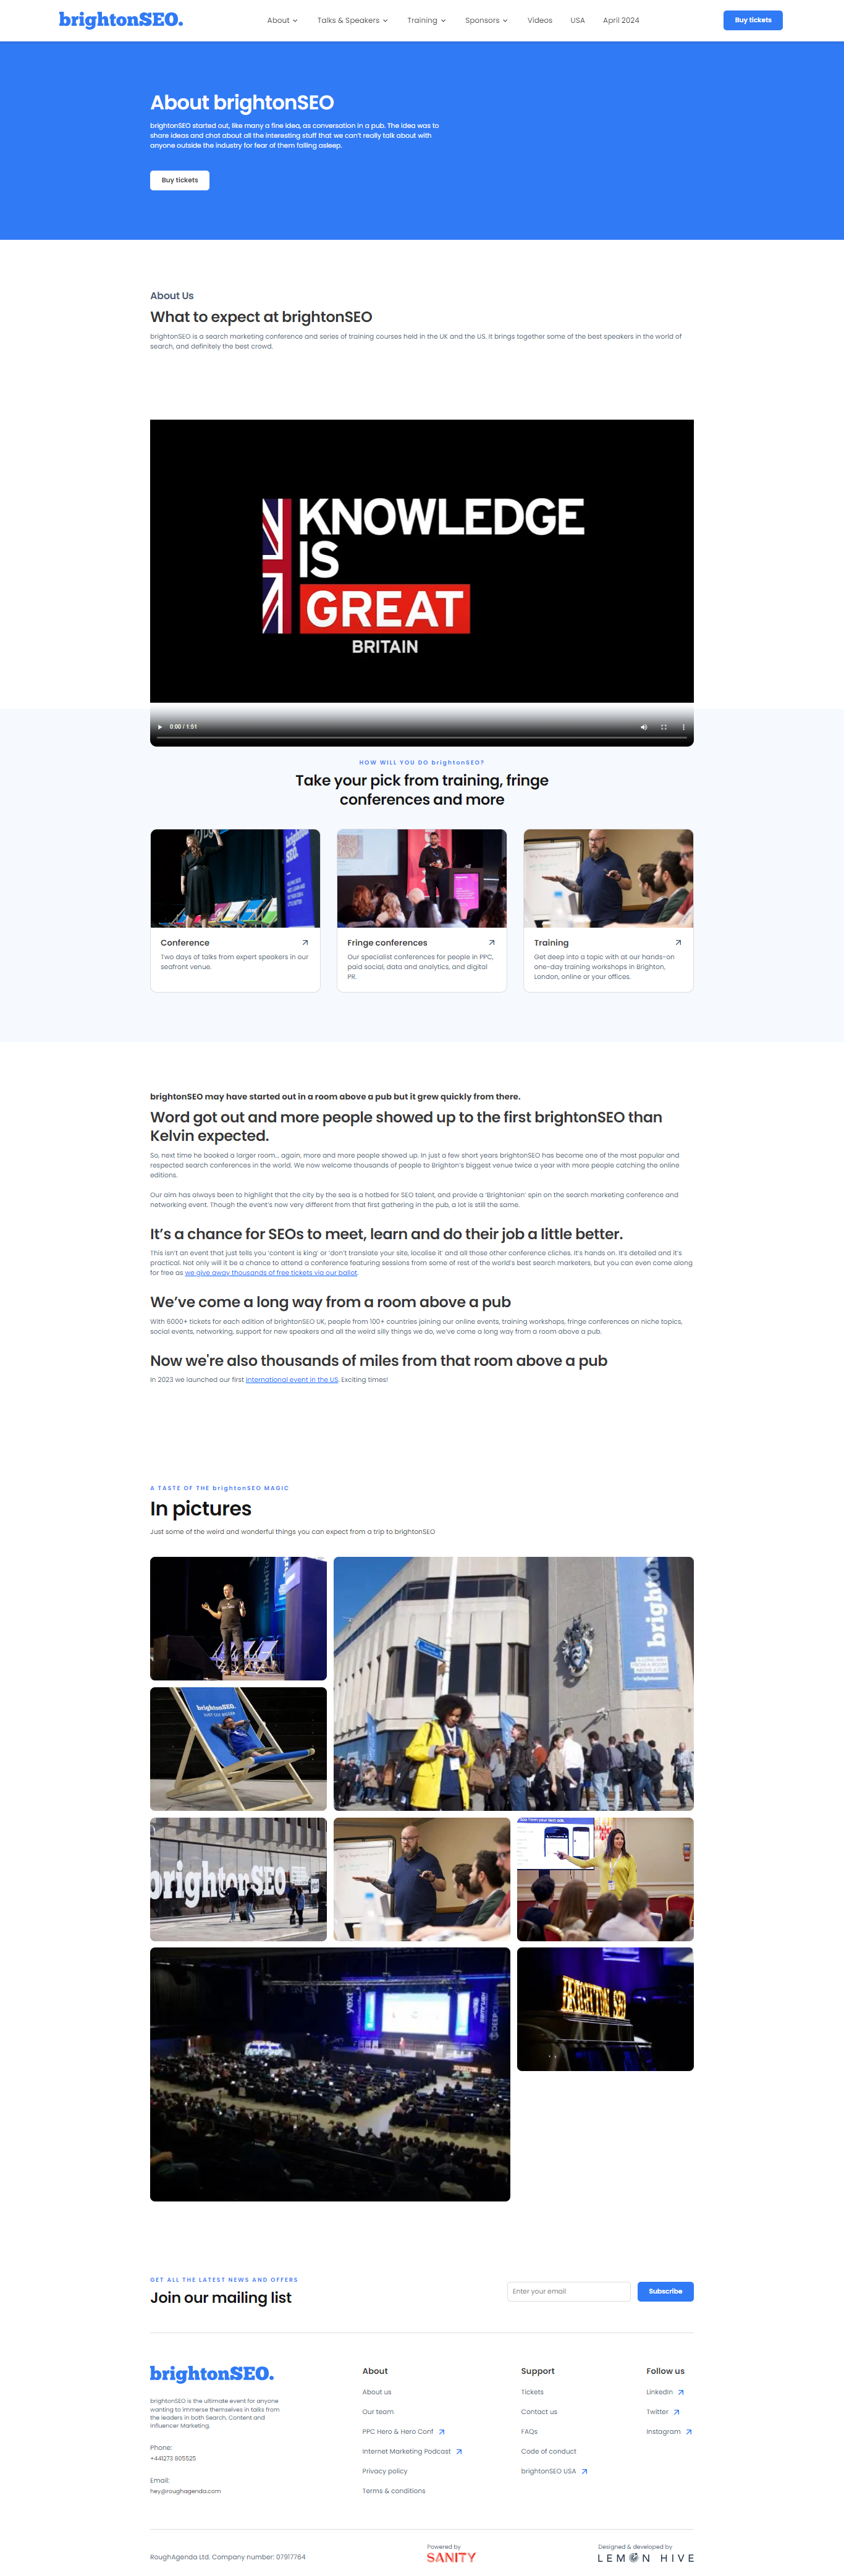 brightonSEO.
About
Talks & Speakers
Training
Sponsors
Videos
USA
April 2024
Buy tickets
About brightonSEO
brightonSEO started out, like many a fine idea, as conversation in a pub. The idea was to
share ideas and chat about all the interesting stuff that we can't really talk about with
anyone outside the industry for fear of them falling asleep.
Buy tickets
About Us
What to expect at brightonSEO
brightonSEO is a search marketing conference and series of training courses held in the UK and the US. It brings together some of the best speakers in the world of
search, and definitely the best crowd.
KNOWLEDGE
IS
GREAT
BRITAIN
0:00 / 1:51
HOW WILL YOU DO brightonSEO?
Take your pick from training, fringe
conferences and more
Conference
Two days of talks from expert speakers in our
seafront venue.
Fringe conferences
Our specialist conferences for people in PPC,
paid social, data and analytics, and digital
PR.
Training
Get deep into a topic with at our hands-on
one-day training workshops in Brighton,
London, online or your offices.
brightonSEO may have started out in a room above a pub but it grew quickly from there.
Word got out and more people showed up to the first brightonSEO than
Kelvin expected.
So, next time he booked a larger room... again, more and more people showed up. In just a few short years brightonSEO has become one of the most popular and
respected search conferences in the world. We now welcome thousands of people to Brighton's biggest venue twice a year with more people catching the online
editions.
Our aim has always been to highlight that the city by the sea is a hotbed for SEO talent, and provide a 'Brightonian' spin on the search marketing conference and
networking event. Though the event's now very different from that first gathering in the pub, a lot is still the same.
It's a chance for SEOs to meet, learn and do their job a little better.
This isn't an event that just tells you 'content is king' or 'don't translate your site, localise it' and all those other conference cliches. It's hands on. It's detailed and it's
practical. Not only will it be a chance to attend a conference featuring sessions from some of rest of the world's best search marketers, but you can even come along
for free as we give away thousands of free tickets via our ballot.
We've come a long way from a room above a pub
With 6000+ tickets for each edition of brightonSEO UK, people from 100+ countries joining our online events, training workshops, fringe conferences on niche topics,
social events, networking, support for new speakers and all the weird silly things we do, we've come a long way from a room above a pub.
Now we're also thousands of miles from that room above a pub
In 2023 we launched our first international event in the US. Exciting times!
A TASTE OF THE brightonSEO MAGIC
In pictures
Just some of the weird and wonderful things you can expect from a trip to brightonSEO
brighton
brightonSEO.
brightonSEO
yext
BRIGHTON SEO
GET ALL THE LATEST NEWS AND OFFERS
Join our mailing list
Enter your email
Subscribe
brightonSEO.
brightonSEO is the ultimate event for anyone
wanting to immerse themselves in talks from
the leaders in both Search, Content and
Influencer Marketing.
Phone:
+441273 805525
Email:
hey@roughagenda.com
About
About us
Our team
PPC Hero & Hero Conf
Internet Marketing Podcast
Privacy policy
Terms & conditions
Support
Tickets
Contact us
FAQs
Code of conduct
brightonSEO USA
Follow us
LinkedIn
Twitter
Instagram
RoughAgenda Ltd. Company number: 07917764
Powered by
SANITY
Designed & developed by
LEMON HIVE